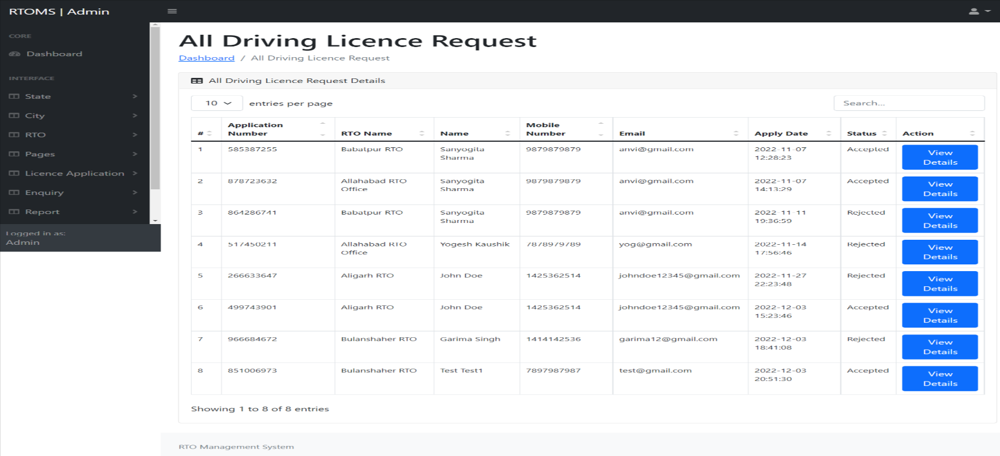 RTOMS | Admin
CORE
Dashboard
INTERFACE
State
City
RTO
Pages
Licence Application
Enquiry
Report
Logged in as:
Admin
All Driving Licence Request
Dashboard / All Driving Licence Request
All Driving Licence Request Details
10 entries per page
Search...
# Application Number RTO Name Name Mobile Number Email Apply Date Status Action
1 585387255 Babatpur RTO Sanyogita Sharma 9879879879 anvi@gmail.com 2022-11-07 12:28:23 Accepted View Details
2 878723632 Allahabad RTO Office Sanyogita Sharma 9879879879 anvi@gmail.com 2022-11-07 14:13:29 Accepted View Details
3 864286741 Babatpur RTO Sanyogita Sharma 9879879879 anvi@gmail.com 2022-11-11 19:36:59 Rejected View Details
4 517450211 Allahabad RTO Office Yogesh Kaushik 7878979789 yog@gmail.com 2022-11-14 17:56:46 Rejected View Details
5 266633647 Aligarh RTO John Doe 1425362514 johndoe12345@gmail.com 2022-11-27 22:23:48 Rejected View Details
6 499743901 Aligarh RTO John Doe 1425362514 johndoe12345@gmail.com 2022-12-03 15:23:46 Accepted View Details
7 966684672 Bulanshaher RTO Garima Singh 1414142536 garima12@gmail.com 2022-12-03 18:41:08 Rejected View Details
8 851006973 Bulanshaher RTO Test Test1 7897987987 test@gmail.com 2022-12-03 20:51:30 Accepted View Details
Showing 1 to 8 of 8 entries
RTO Management System